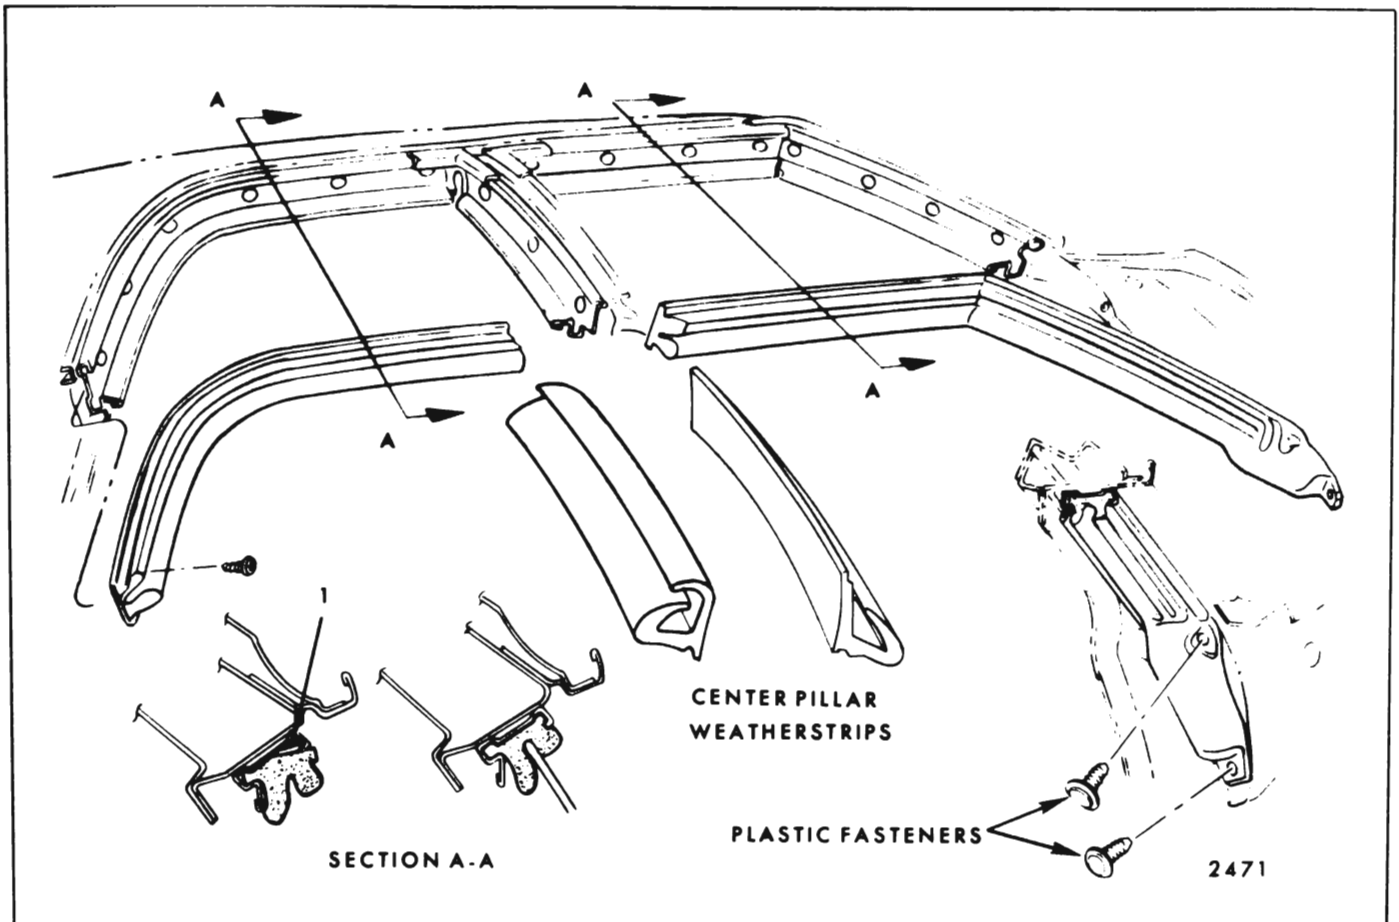 A
A
A
A
1
CENTER PILLAR
WEATHERSTRIPS
PLASTIC FASTENERS
SECTION A-A
2471